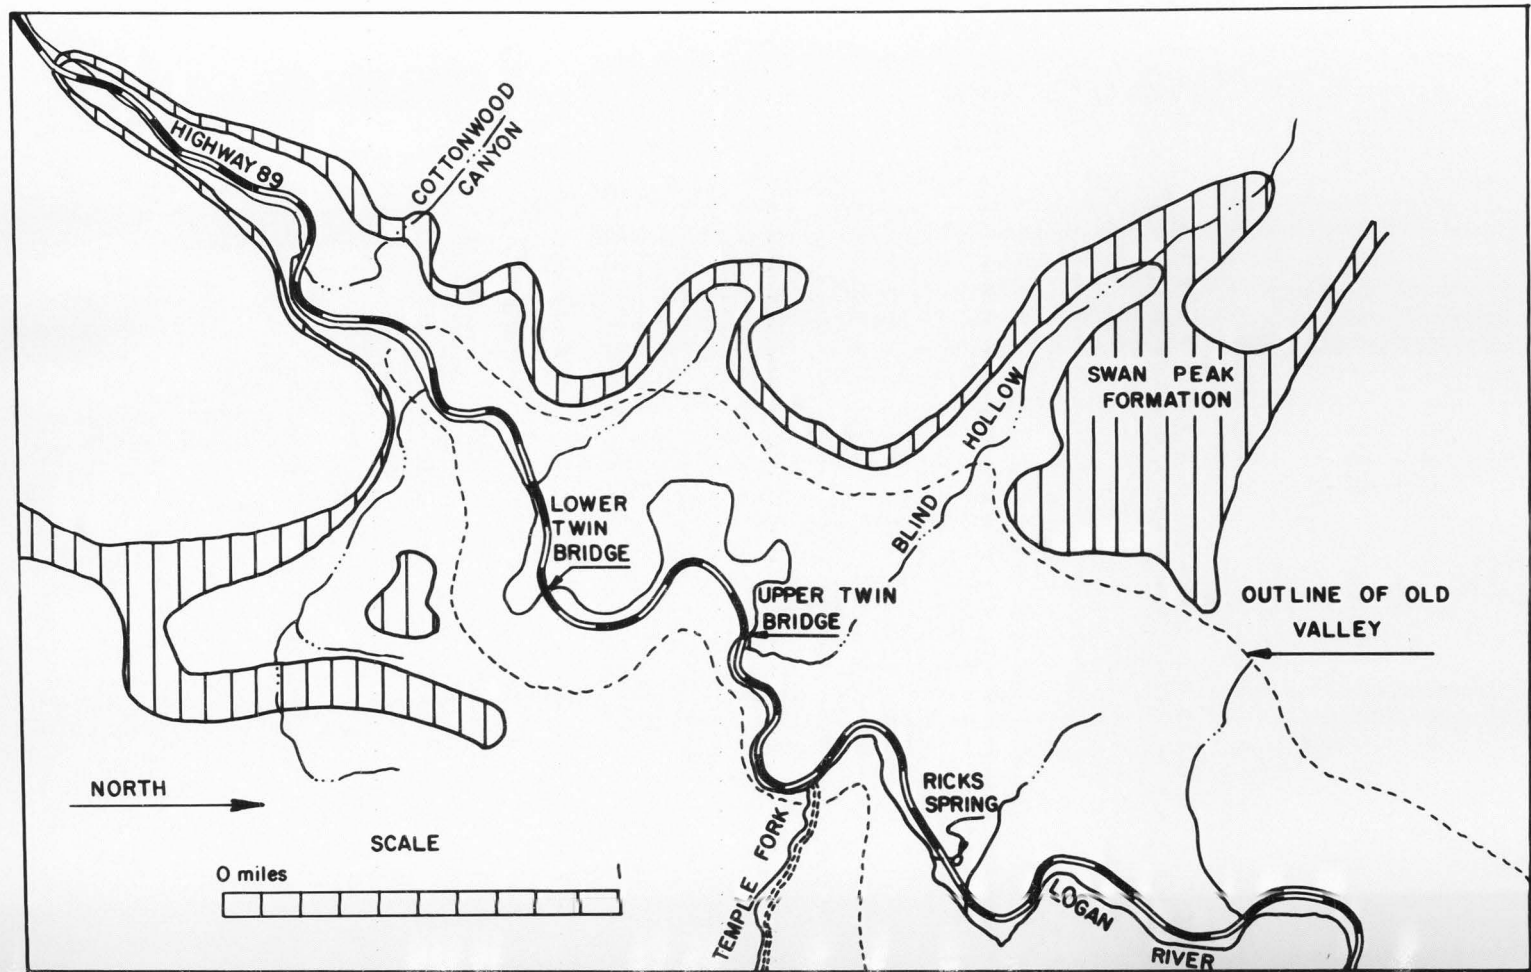 COTTONWOOD
CANYON
HIGHWAY 89
SWAN PEAK
FORMATION
HOLLOW
BLIND
LOWER
TWIN
BRIDGE
UPPER TWIN
BRIDGE
OUTLINE OF OLD
VALLEY
NORTH
RICKS
SPRING
SCALE
0 miles 1
TEMPLE FORK
LOGAN
RIVER